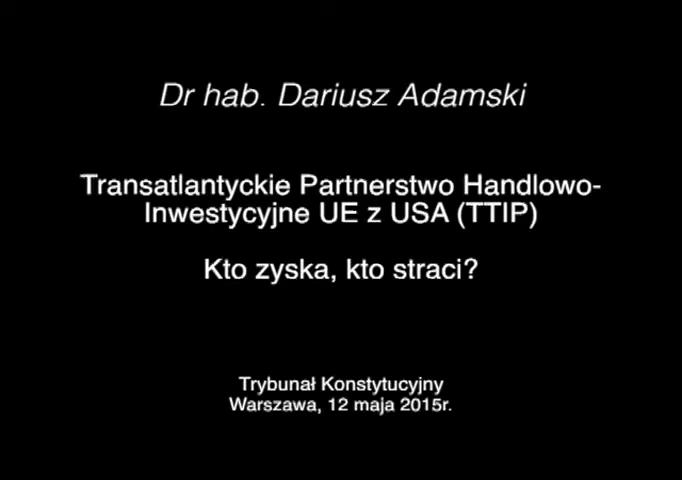 Dr hab. Dariusz Adamski
Transatlantyckie Partnerstwo Handlowo-
Inwestycyjne UE z USA (TTIP)
Kto zyska, kto straci?
Trybunał Konstytucyjny
Warszawa, 12 maja 2015r.